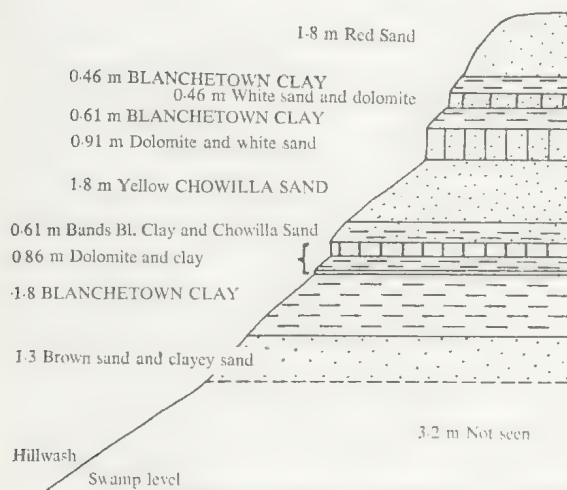 1·8 m Red Sand
0·46 m BLANCHETOWN CLAY
0·46 m White sand and dolomite
0·61 m BLANCHETOWN CLAY
0·91 m Dolomite and white sand
1·8 m Yellow CHOWILLA SAND
0·61 m Bands Bl. Clay and Chowilla Sand
0·86 m Dolomite and clay
·1·8 BLANCHETOWN CLAY
1·3 Brown sand and clayey sand
3·2 m Not seen
Hillwash
Swamp level